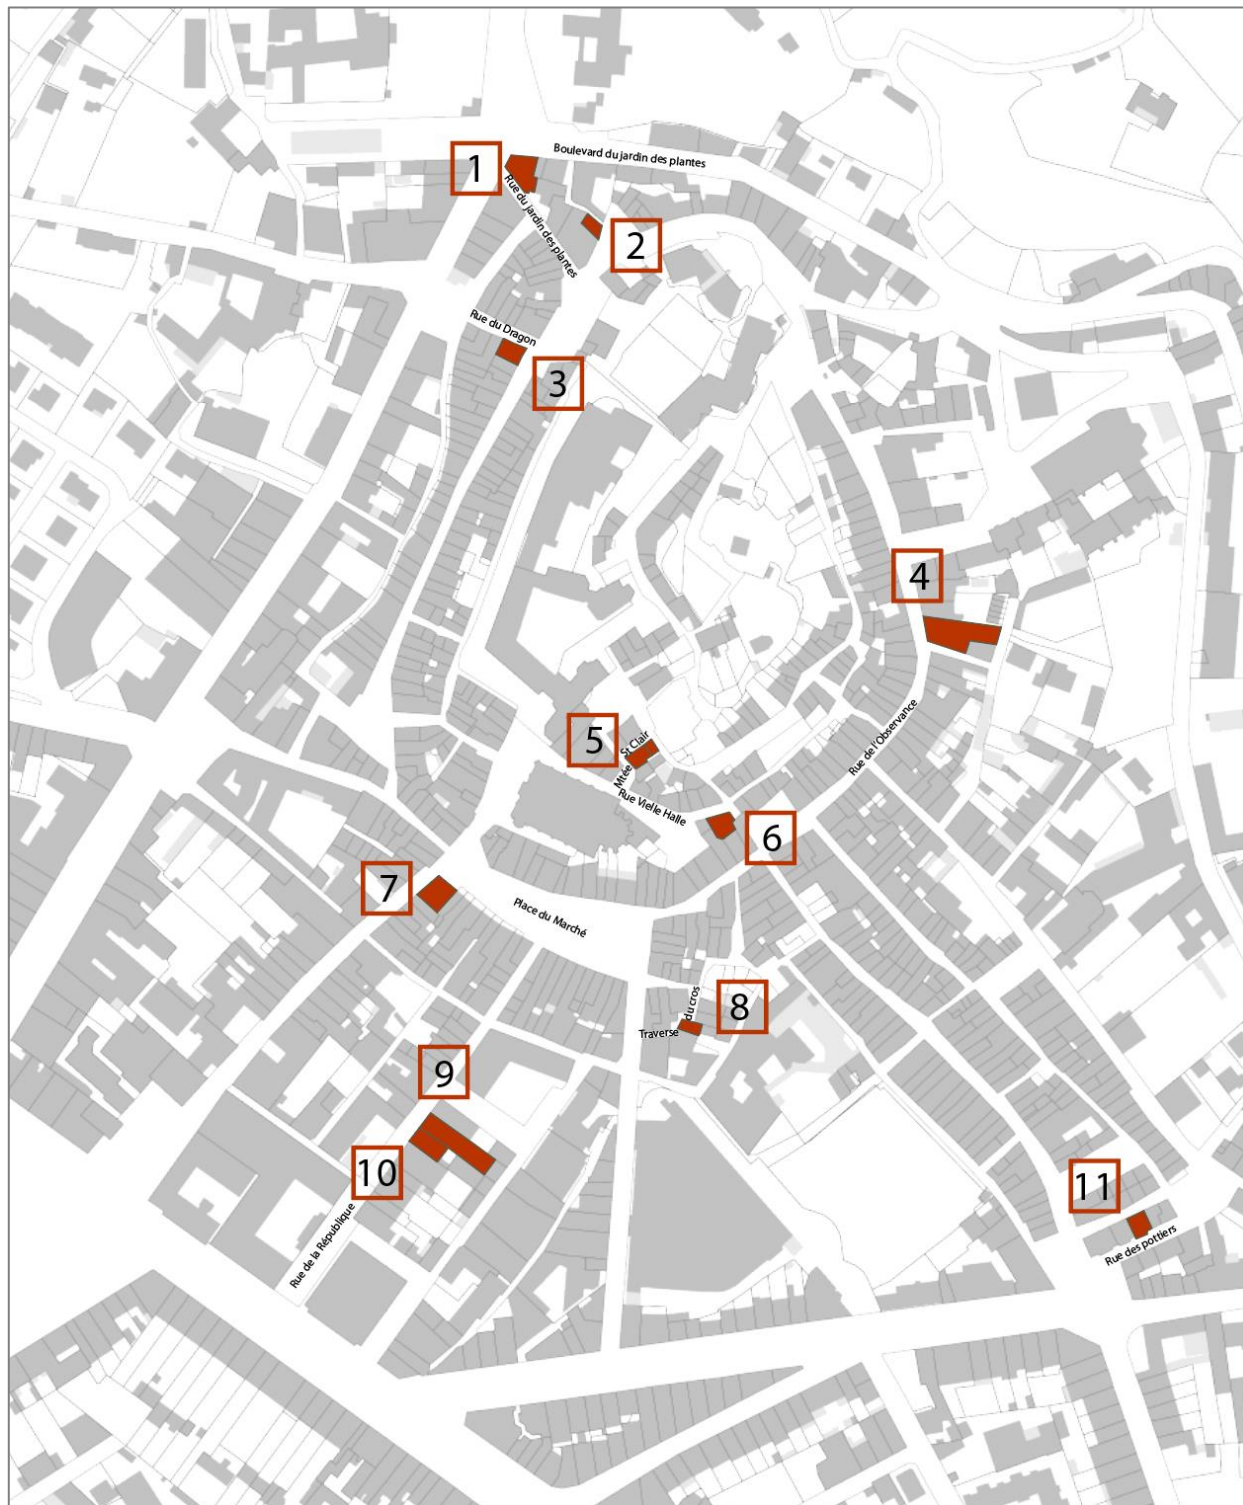 Boulevard du jardin des plantes
1
Rue du jardin des plantes
2
Rue du Dragon
3
4
Rue de l'Observance
5
Mtée St Clair
Rue Vielle Halle
6
7
Place du Marché
8
Traverse du cros
9
10
Rue de la République
11
Rue des pottiers